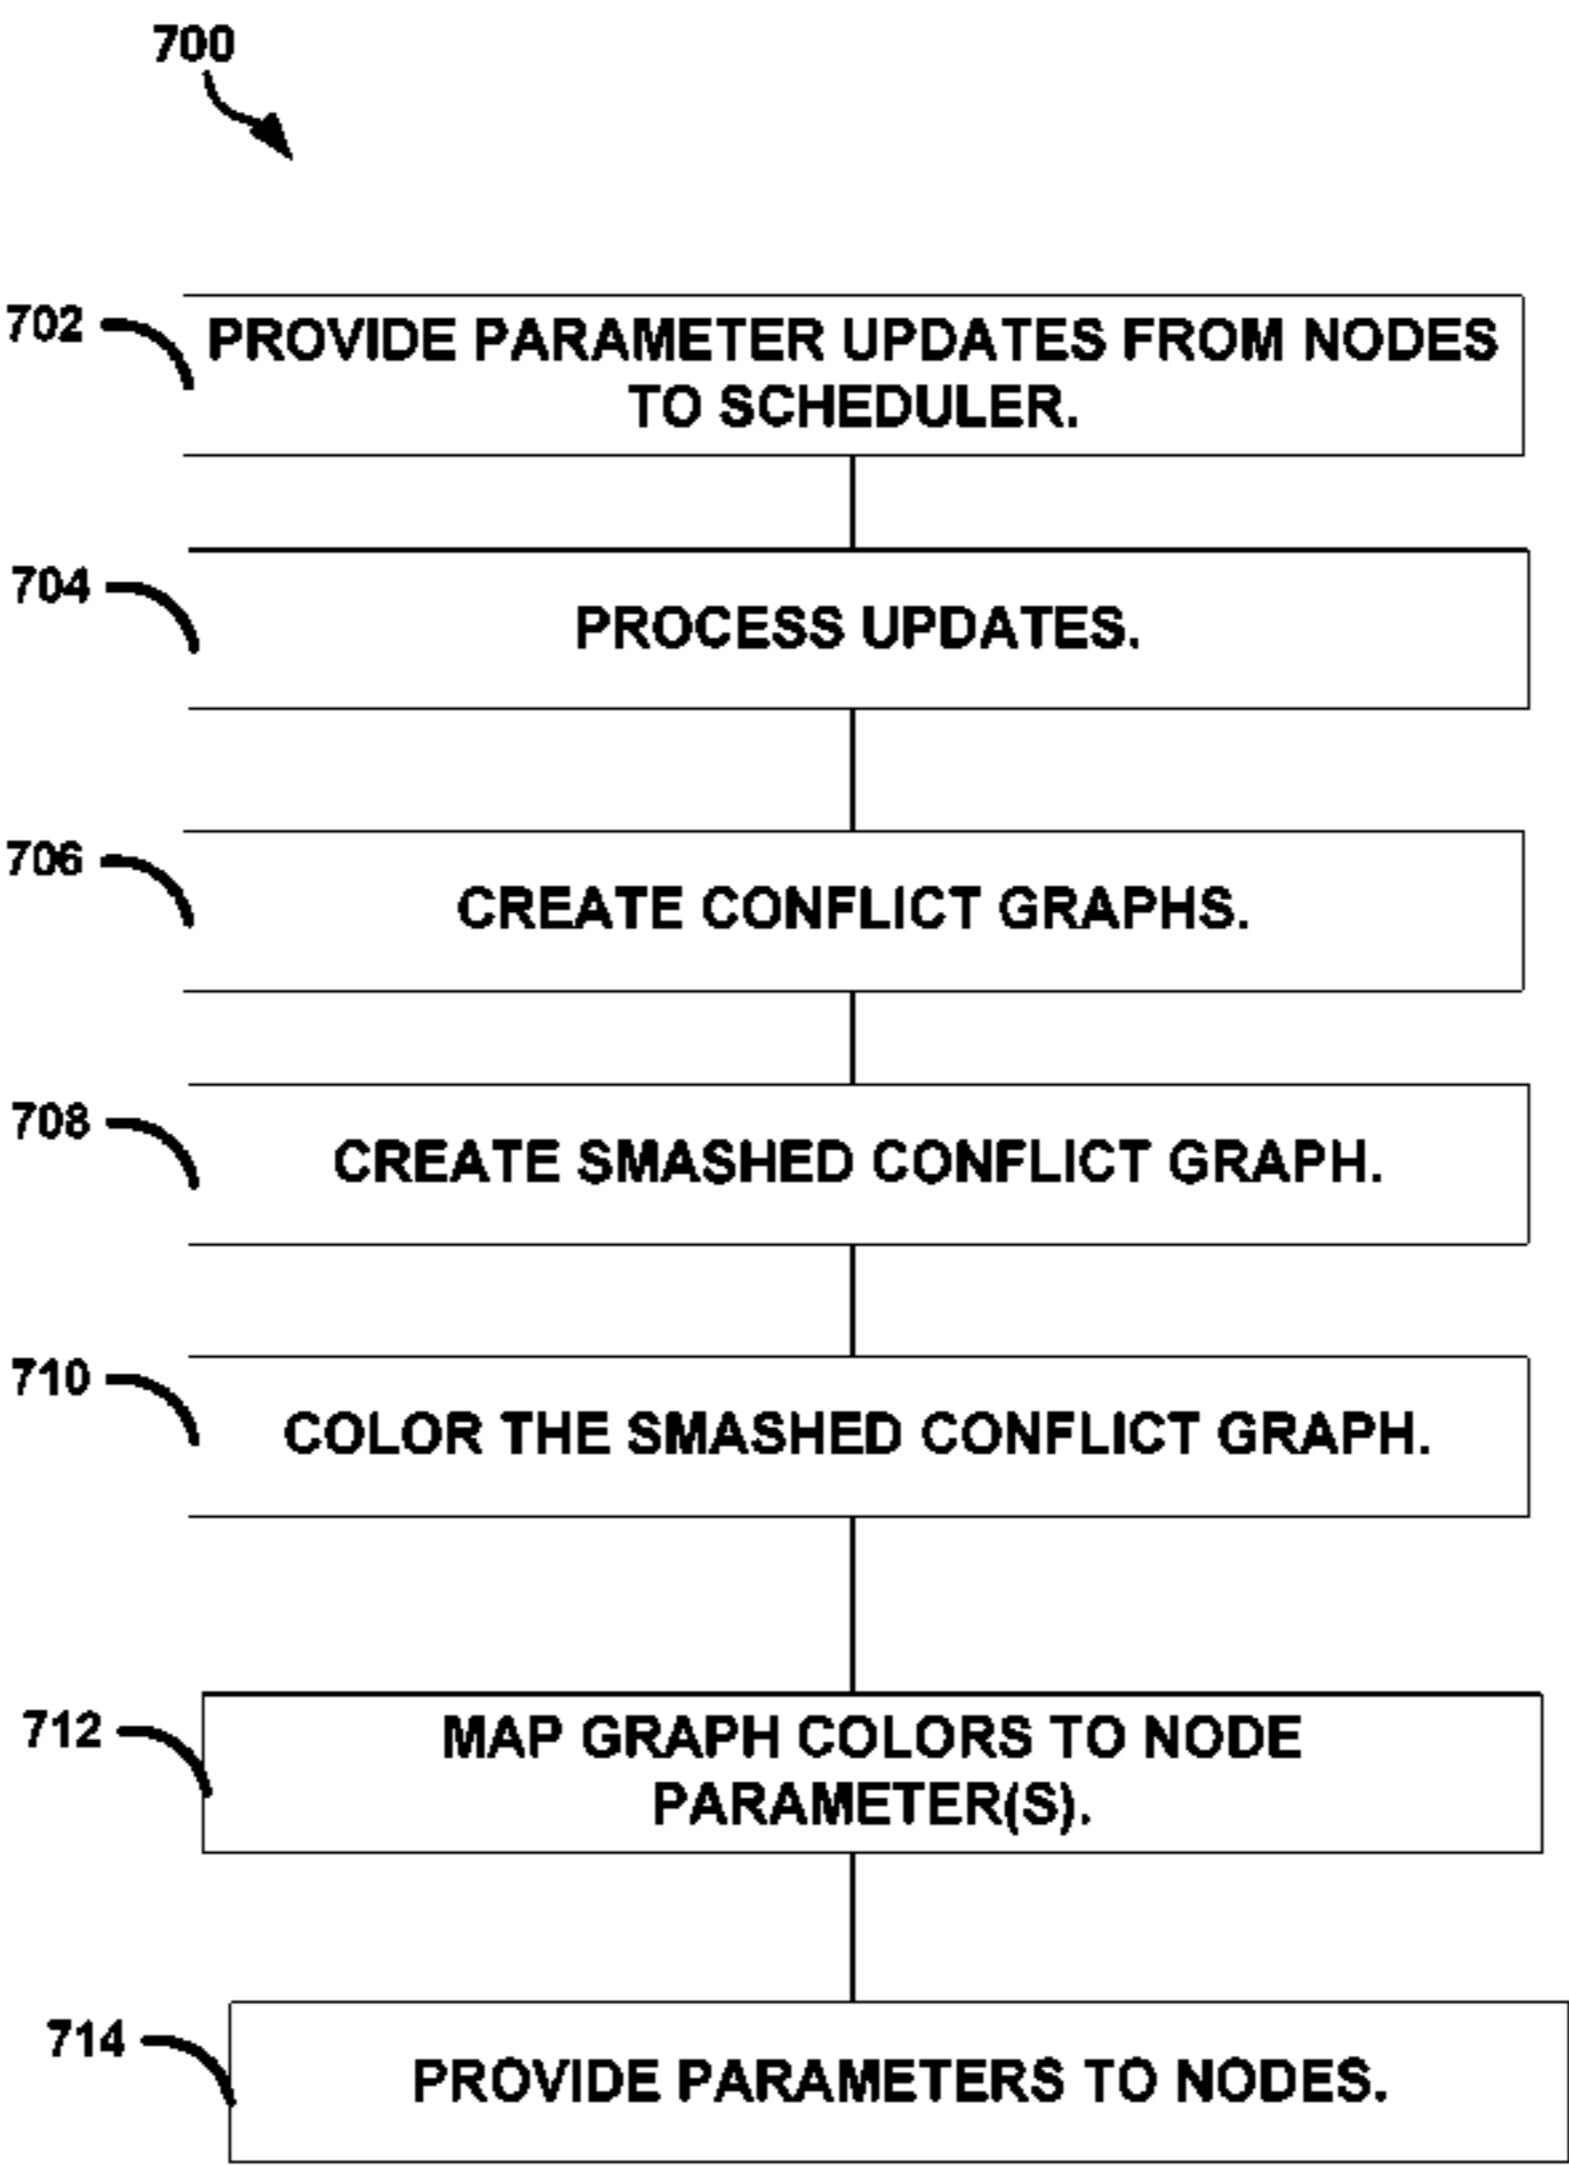 700
702
PROVIDE PARAMETER UPDATES FROM NODES
TO SCHEDULER.
704
PROCESS UPDATES.
706
CREATE CONFLICT GRAPHS.
708
CREATE SMASHED CONFLICT GRAPH.
710
COLOR THE SMASHED CONFLICT GRAPH.
712
MAP GRAPH COLORS TO NODE
PARAMETER(S).
714
PROVIDE PARAMETERS TO NODES.